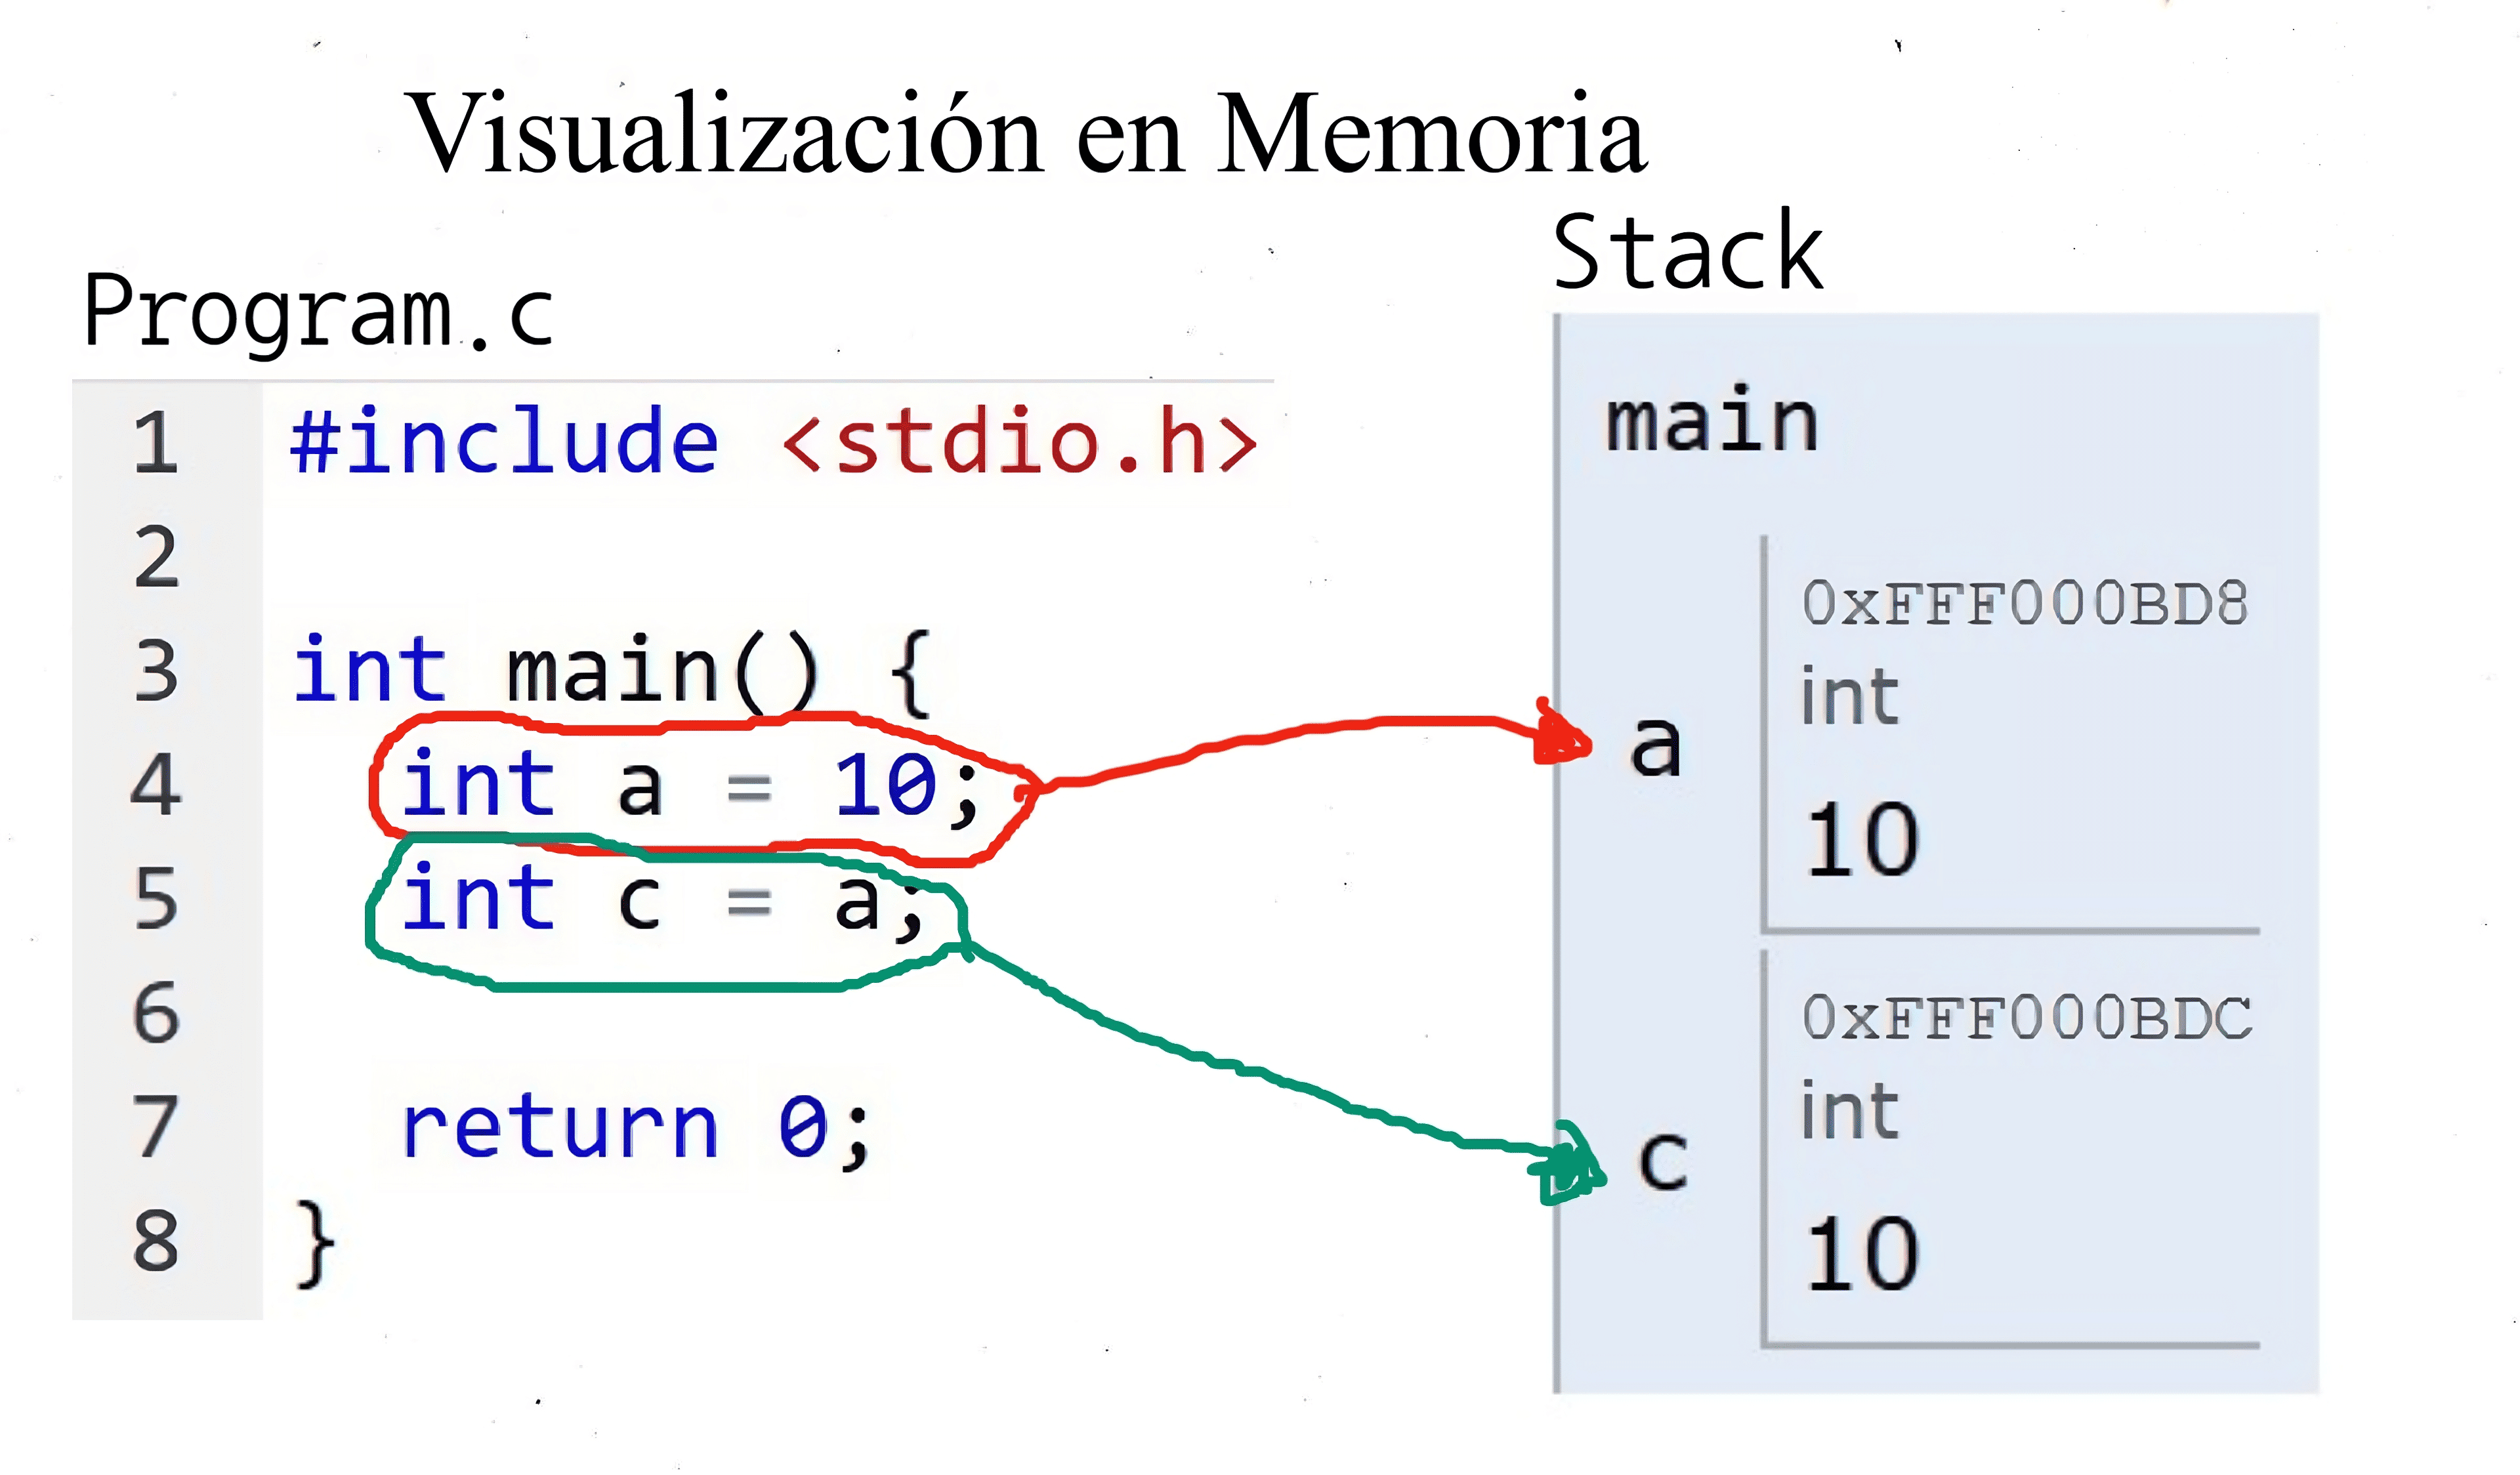 Visualización en Memoria
Program.c
1 #include <stdio.h>
2
3 int main() {
4 int a = 10;
5 int c = a;
6
7 return 0;
8 }
Stack
main
a
0xFFF000BD8
int
10
c
0xFFF000BDC
int
10